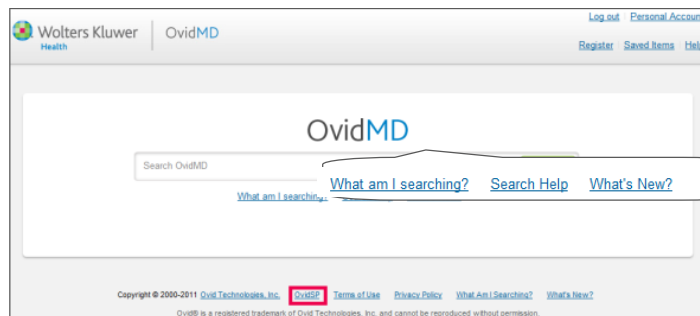 Log out Personal Accoun
Wolters Kluwer OvidMD
Health
Register Saved Items Hel
OvidMD
Search OvidMD
What am I searching? Search Help What's New?
What am I searching
Copyright © 2000-2011 Ovid Technologies, Inc. OvidSP Terms of Use Privacy Policy What Am I Searching? What's New?
Ovid® is a registered trademark of Ovid Technologies, Inc. and cannot be reproduced without permission.